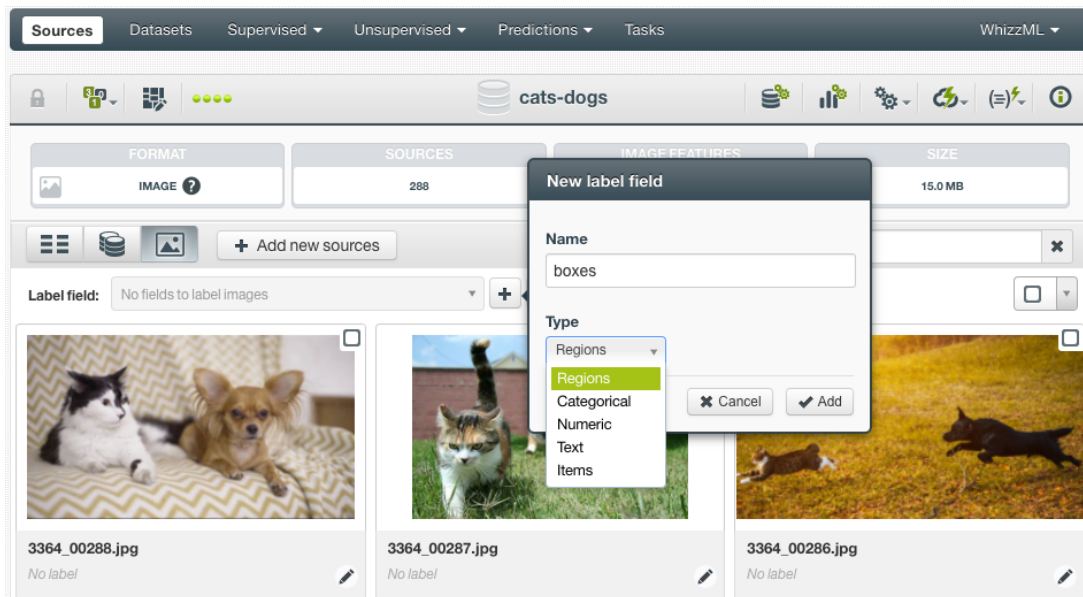 Sources Datasets Supervised Unsupervised Predictions Tasks WhizzML
cats-dogs
FORMAT SOURCES IMAGE FEATURES SIZE
IMAGE ? 288 15.0 MB
New label field
Name
boxes
+ Add new sources
Label field: No fields to label images +
Type
Regions
Regions
Categorical
Numeric
Text
Items
Cancel Add
3364_00288.jpg 3364_00287.jpg 3364_00286.jpg
No label No label No label